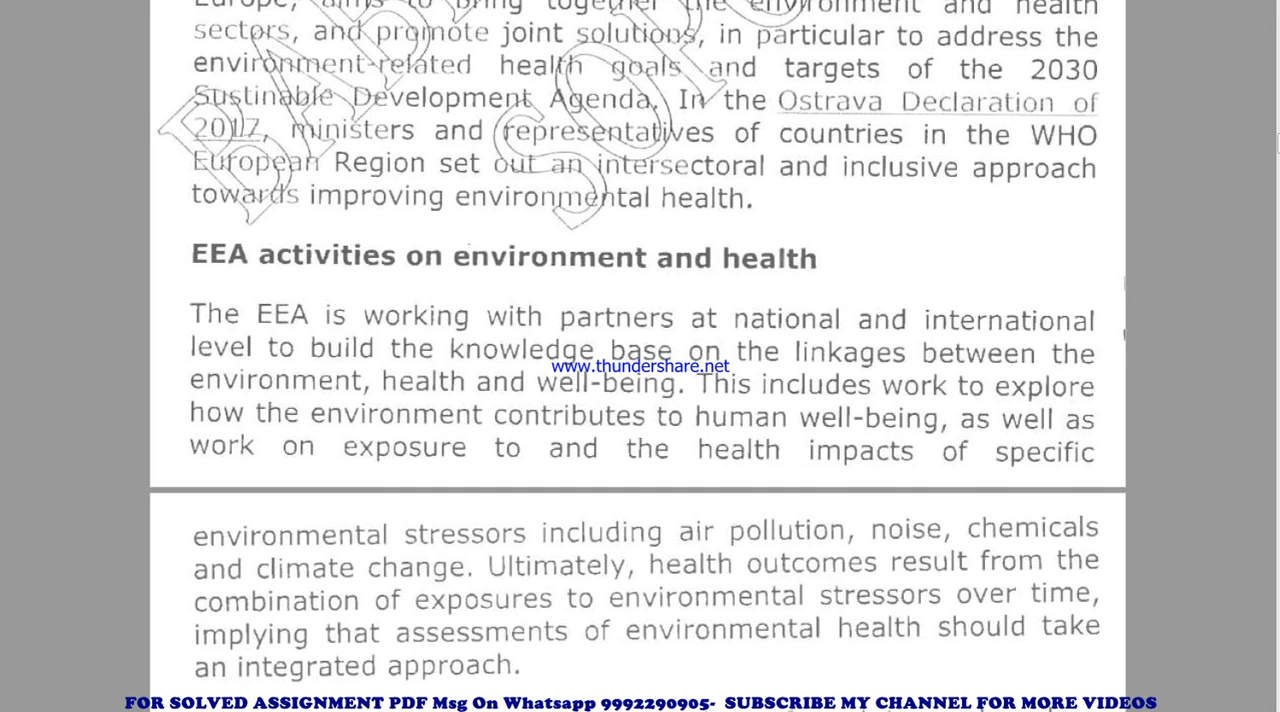 Europe, aims to bring together the environment and health
sectors, and promote joint solutions, in particular to address the
environment-related health goals and targets of the 2030
Sustinable Development Agenda. In the Ostrava Declaration of
2017, ministers and representatives of countries in the WHO
European Region set out an intersectoral and inclusive approach
towards improving environmental health.
EEA activities on environment and health
The EEA is working with partners at national and international
level to build the knowledge base on the linkages between the
www.thundershare.net
environment, health and well-being. This includes work to explore
how the environment contributes to human well-being, as well as
work on exposure to and the health impacts of specific
environmental stressors including air pollution, noise, chemicals
and climate change. Ultimately, health outcomes result from the
combination of exposures to environmental stressors over time,
implying that assessments of environmental health should take
an integrated approach.
FOR SOLVED ASSIGNMENT PDF Msg On Whatsapp 9992290905- SUBSCRIBE MY CHANNEL FOR MORE VIDEOS